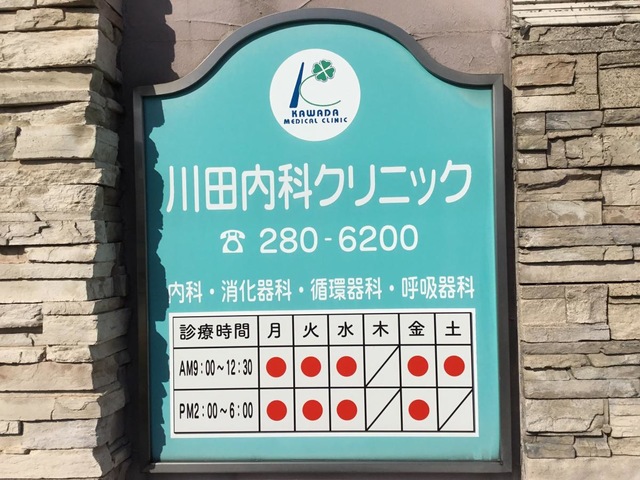 KAWADA
MEDICAL CLINIC
川田内科クリニック
☎ 280-6200
内科・消化器科・循環器科・呼吸器科
診療時間 月 火 水 木 金 土
AM9:00～12:30 ● ● ● ／ ● ●
PM2:00～6:00 ● ● ● ／ ● ／